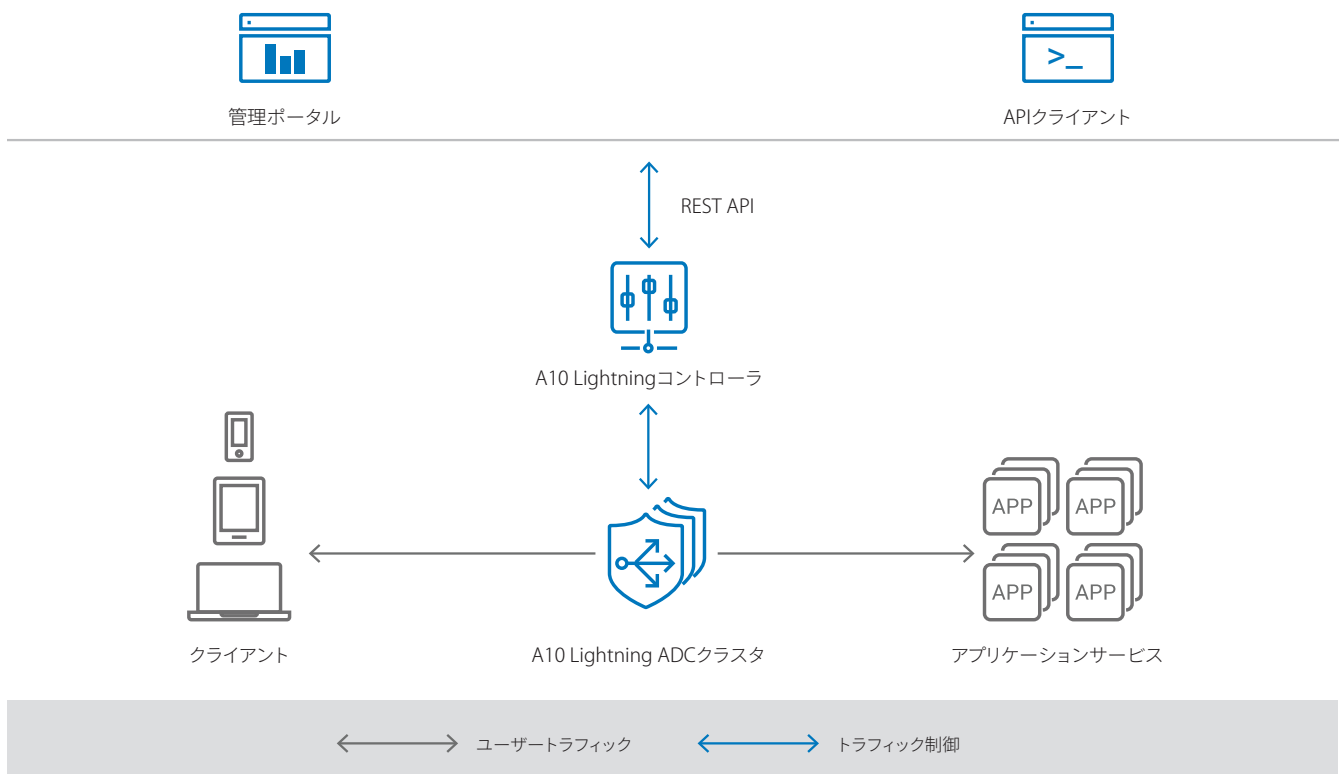 >_
管理ポータル
APIクライアント
REST API
A10 Lightningコントローラ
APP APP
APP APP
クライアント
A10 Lightning ADCクラスタ
アプリケーションサービス
ユーザートラフィック
トラフィック制御